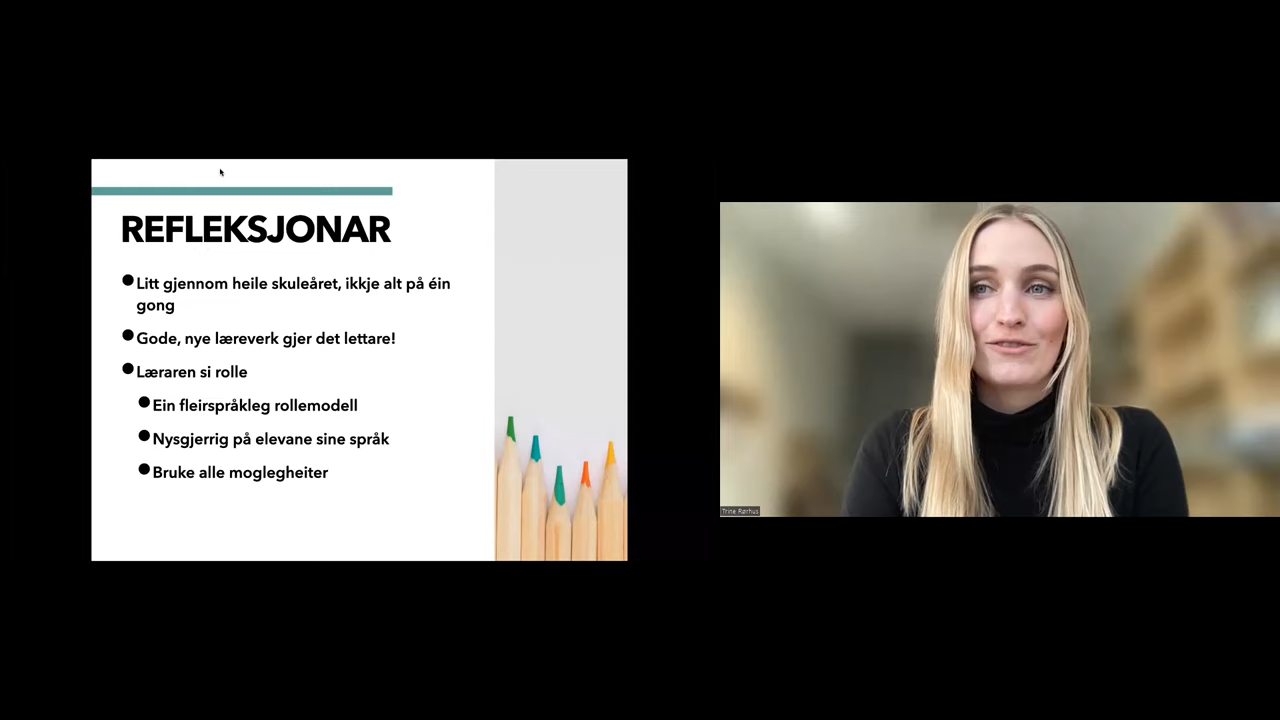 REFLEKSJONAR
Litt gjennom heile skuleåret, ikkje alt på éin
gong
Gode, nye læreverk gjer det lettare!
Læraren si rolle
Ein fleirspråkleg rollemodell
Nysgjerrig på elevane sine språk
Bruke alle moglegheiter
Trine Rørhus